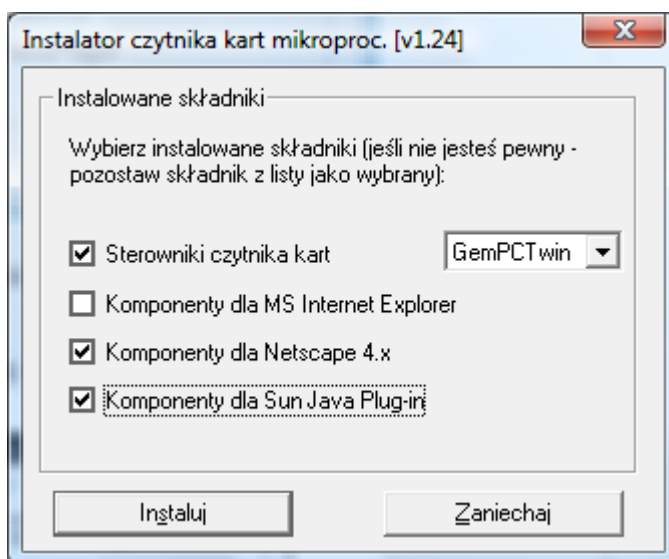 Instalator czytnika kart mikroproc. [v1.24]
Instalowane składniki
Wybierz instalowane składniki (jeśli nie jesteś pewny -
pozostaw składnik z listy jako wybrany):
Sterowniki czytnika kart GemPCTwin
Komponenty dla MS Internet Explorer
Komponenty dla Netscape 4.x
Komponenty dla Sun Java Plug-in
Instaluj Zaniechaj